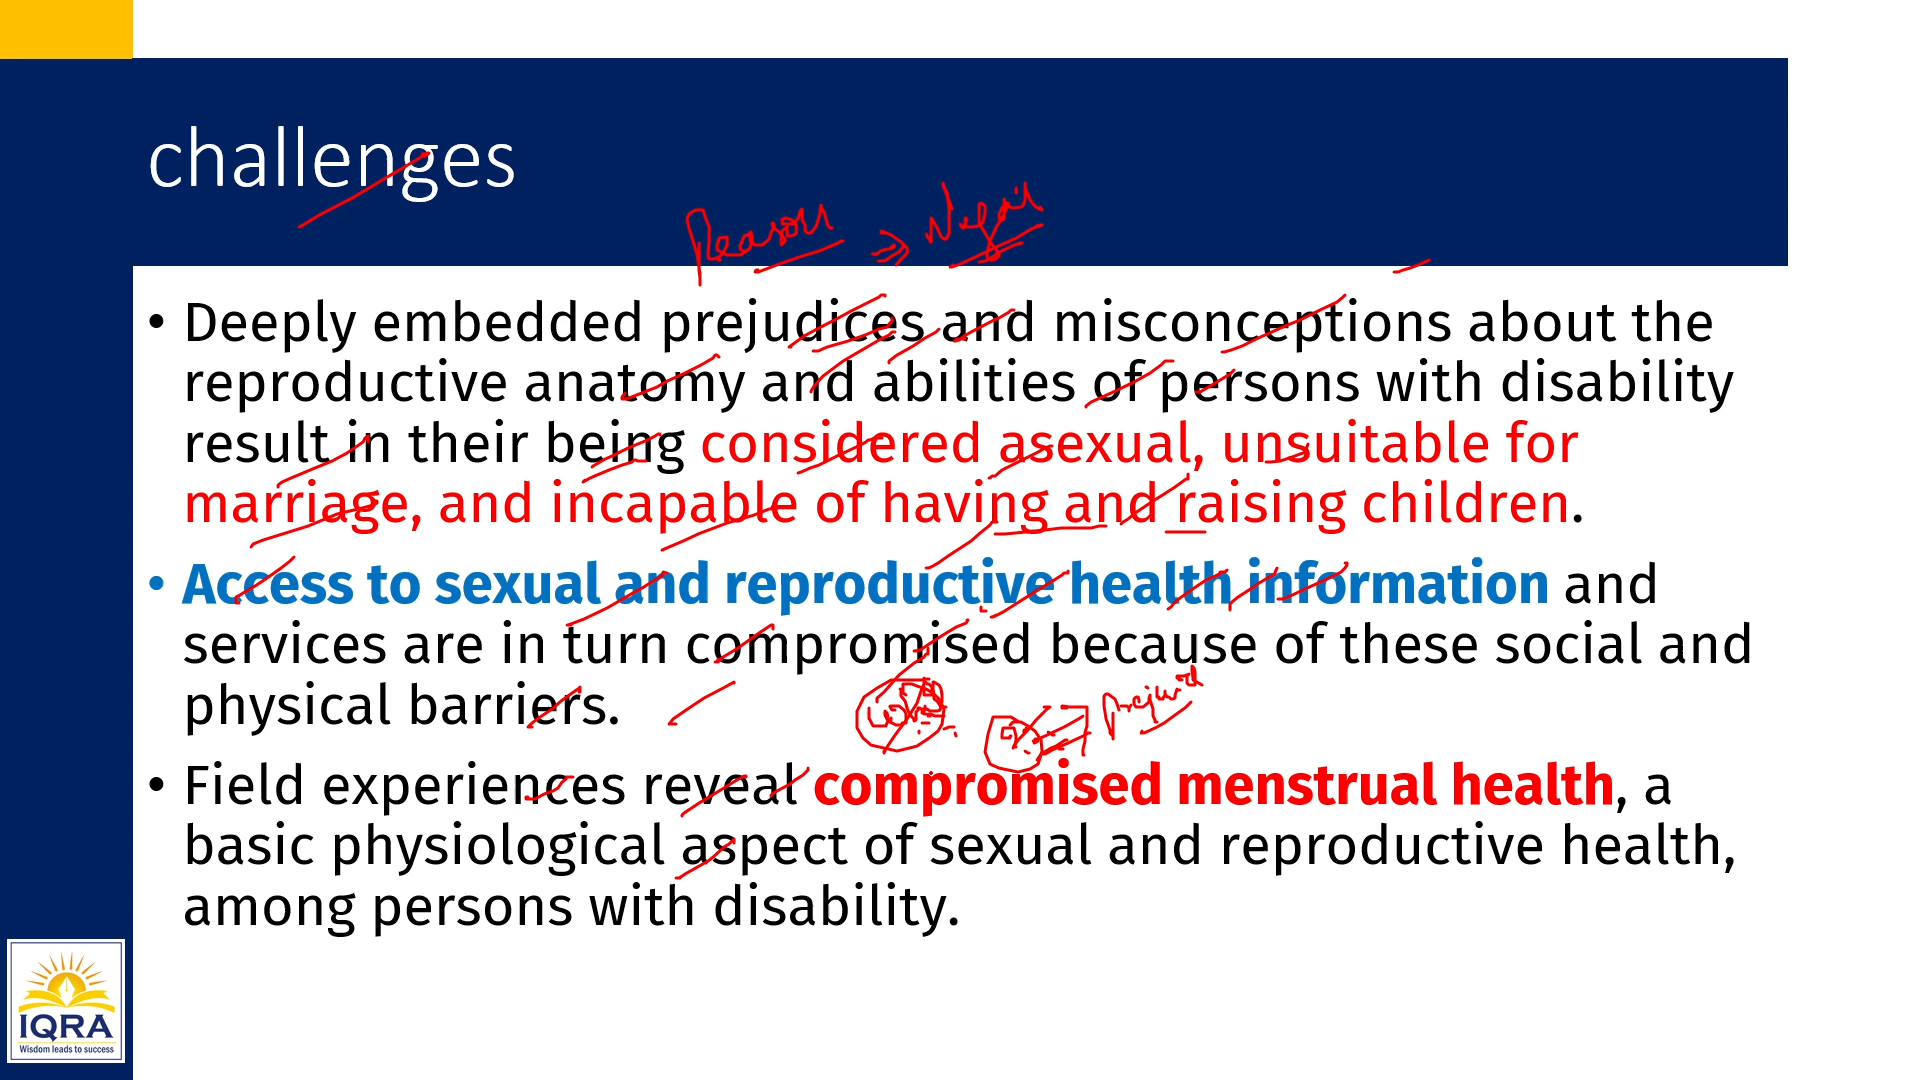 challenges
Reason ⇒
• Deeply embedded prejudices and misconceptions about the
reproductive anatomy and abilities of persons with disability
result in their being considered asexual, unsuitable for
marriage, and incapable of having and raising children.
• Access to sexual and reproductive health information and
services are in turn compromised because of these social and
physical barriers.
• Field experiences reveal compromised menstrual health, a
basic physiological aspect of sexual and reproductive health,
among persons with disability.
IQRA
Wisdom leads to success